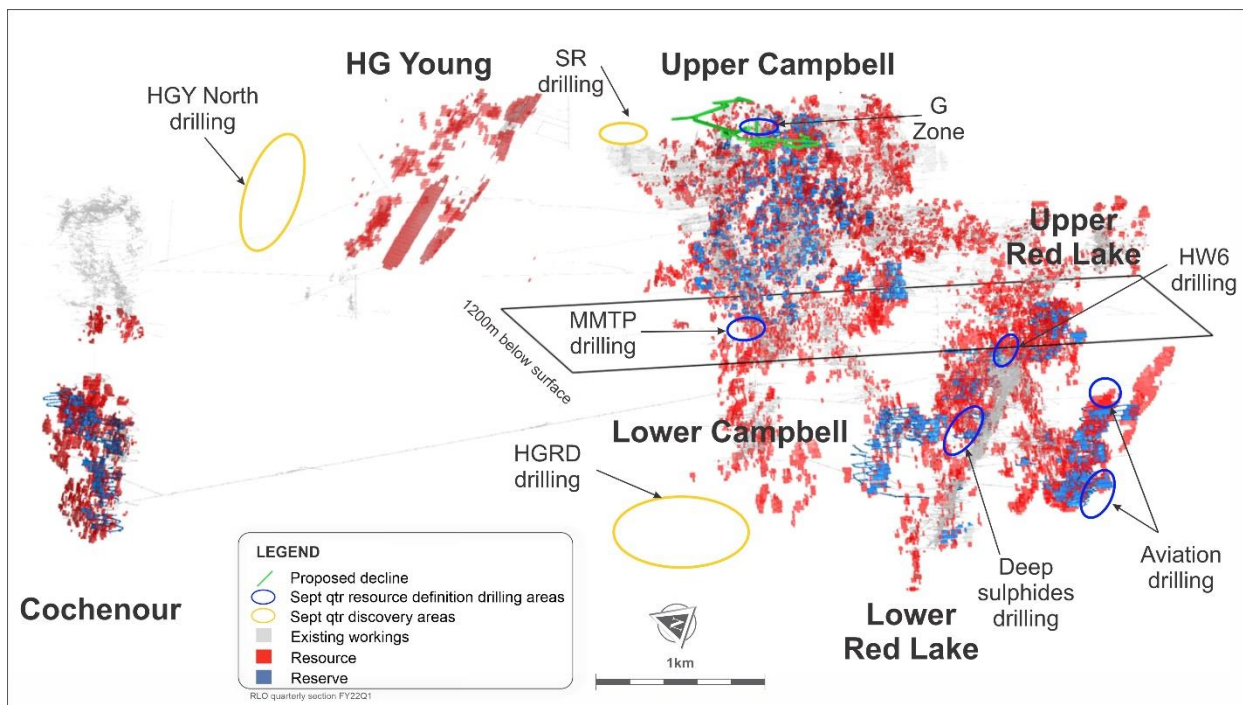 HG Young
SR
drilling
Upper Campbell
HGY North
drilling
G
Zone
Upper
Red Lake
HW6
drilling
MMTP
drilling
1200m below surface
Lower Campbell
HGRD
drilling
Cochenour
Deep
sulphides
drilling
Aviation
drilling
Lower
Red Lake
LEGEND
Proposed decline
Sept qtr resource definition drilling areas
Sept qtr discovery areas
Existing workings
Resource
Reserve
N
1km
RLO quarterly section FY22Q1